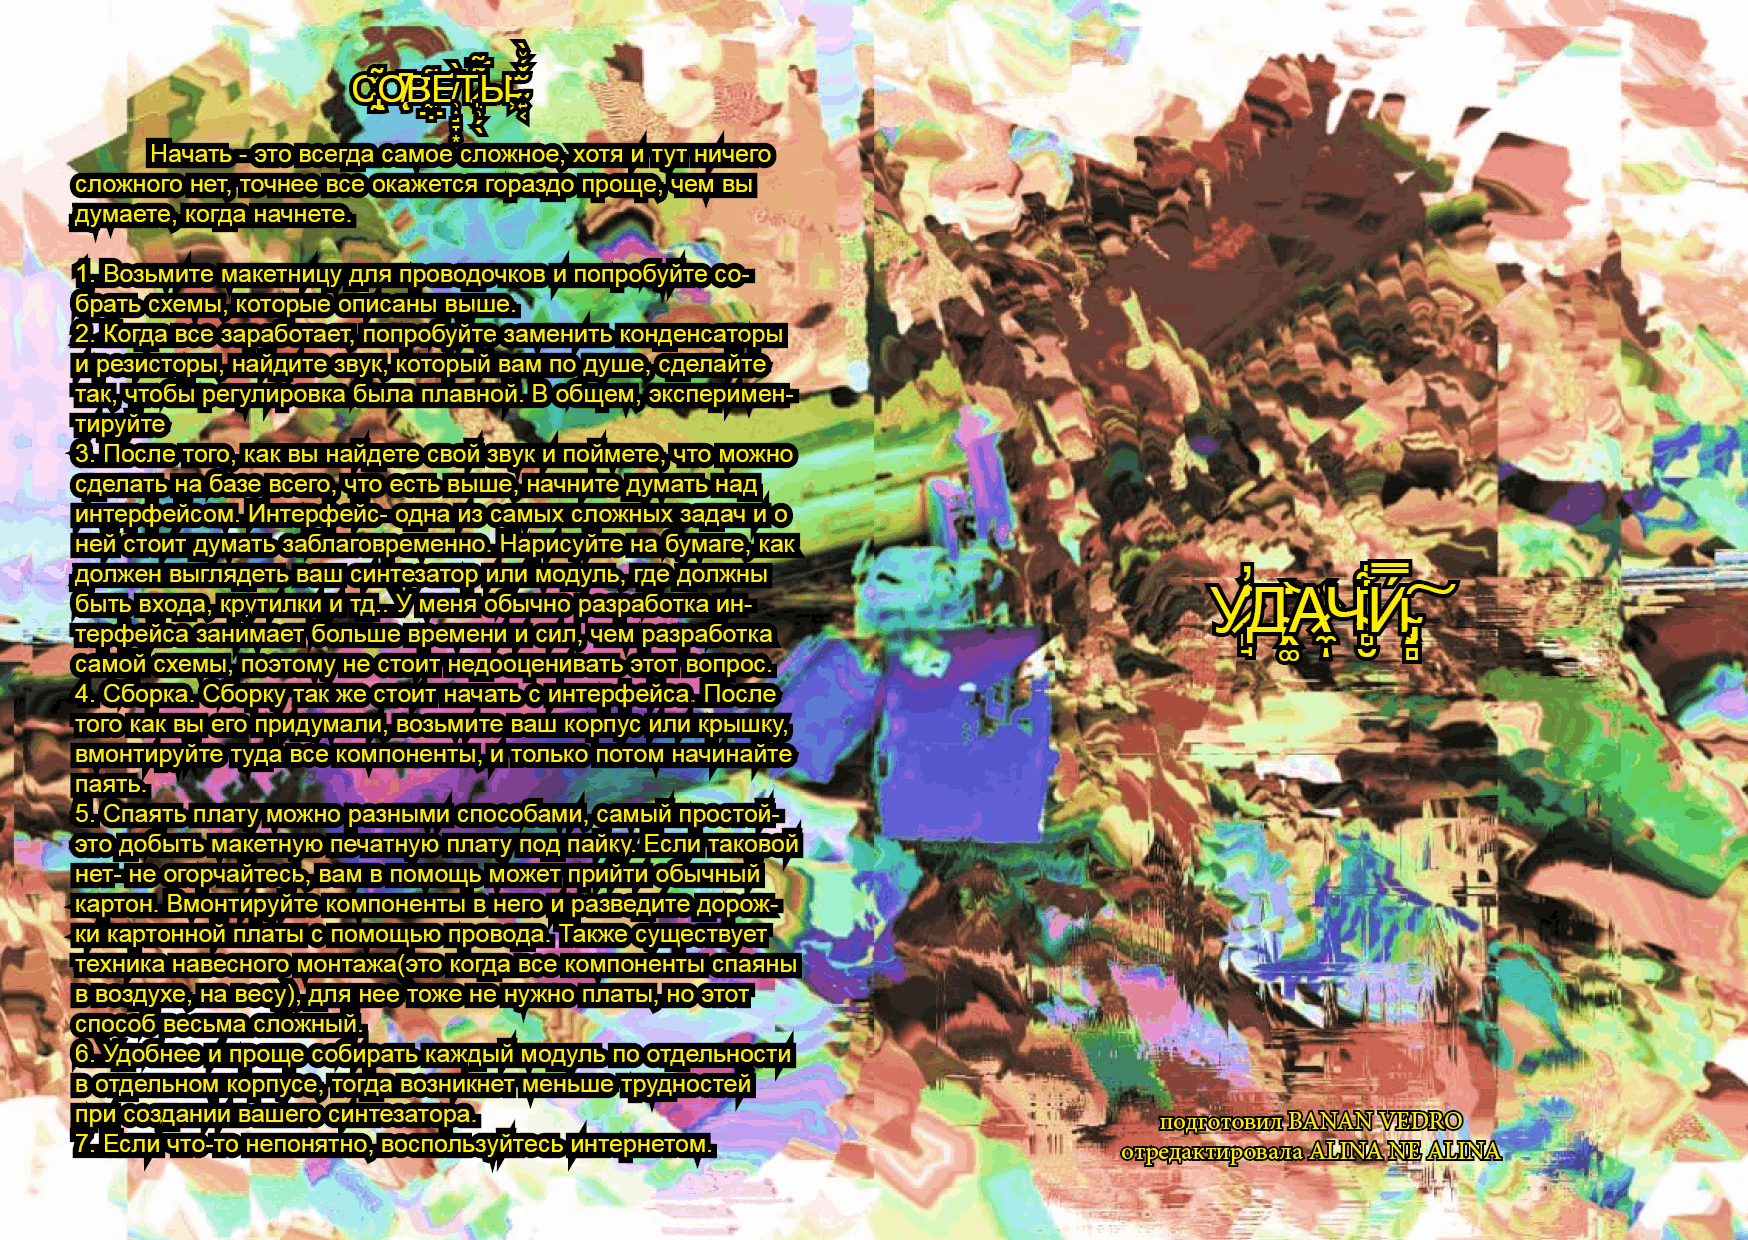 СОВЕТЫ
Начать - это всегда самое сложное, хотя и тут ничего
сложного нет, точнее все окажется гораздо проще, чем вы
думаете, когда начнете.
1. Возьмите макетницу для проводочков и попробуйте со-
брать схемы, которые описаны выше.
2. Когда все заработает, попробуйте заменить конденсаторы
и резисторы, найдите звук, который вам по душе, сделайте
так, чтобы регулировка была плавной. В общем, эксперимен-
тируйте
3. После того, как вы найдете свой звук и поймете, что можно
сделать на базе всего, что есть выше, начните думать над
интерфейсом. Интерфейс- одна из самых сложных задач и о
ней стоит думать заблаговременно. Нарисуйте на бумаге, как
должен выглядеть ваш синтезатор или модуль, где должны
быть входа, крутилки и тд.. У меня обычно разработка ин-
терфейса занимает больше времени и сил, чем разработка
самой схемы, поэтому не стоит недооценивать этот вопрос.
4. Сборка. Сборку так же стоит начать с интерфейса. После
того как вы его придумали, возьмите ваш корпус или крышку,
вмонтируйте туда все компоненты, и только потом начинайте
паять.
5. Спаять плату можно разными способами, самый простой-
это добыть макетную печатную плату под пайку. Если таковой
нет- не огорчайтесь, вам в помощь может прийти обычный
картон. Вмонтируйте компоненты в него и разведите дорож-
ки картонной платы с помощью провода. Также существует
техника навесного монтажа(это когда все компоненты спаяны
в воздухе, на весу), для нее тоже не нужно платы, но этот
способ весьма сложный.
6. Удобнее и проще собирать каждый модуль по отдельности
в отдельном корпусе, тогда возникнет меньше трудностей
при создании вашего синтезатора.
7. Если что-то непонятно, воспользуйтесь интернетом.
УДАЧИ
подготовил BANAN VEDRO
отредактировала ALINA NE ALINA